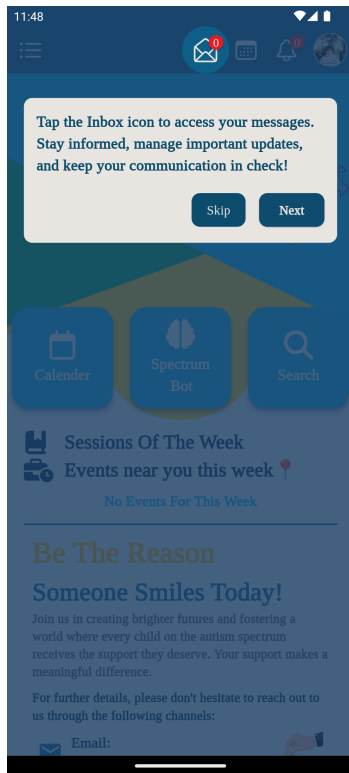 11:48
0
0
Tap the Inbox icon to access your messages.
Stay informed, manage important updates,
and keep your communication in check!
Skip
Next
Calender
Spectrum
Bot
Search
Sessions Of The Week
Events near you this week
No Events For This Week
Be The Reason
Someone Smiles Today!
Join us in creating brighter futures and fostering a
world where every child on the autism spectrum
receives the support they deserve. Your support makes a
meaningful difference.
For further details, please don't hesitate to reach out to
us through the following channels:
Email: